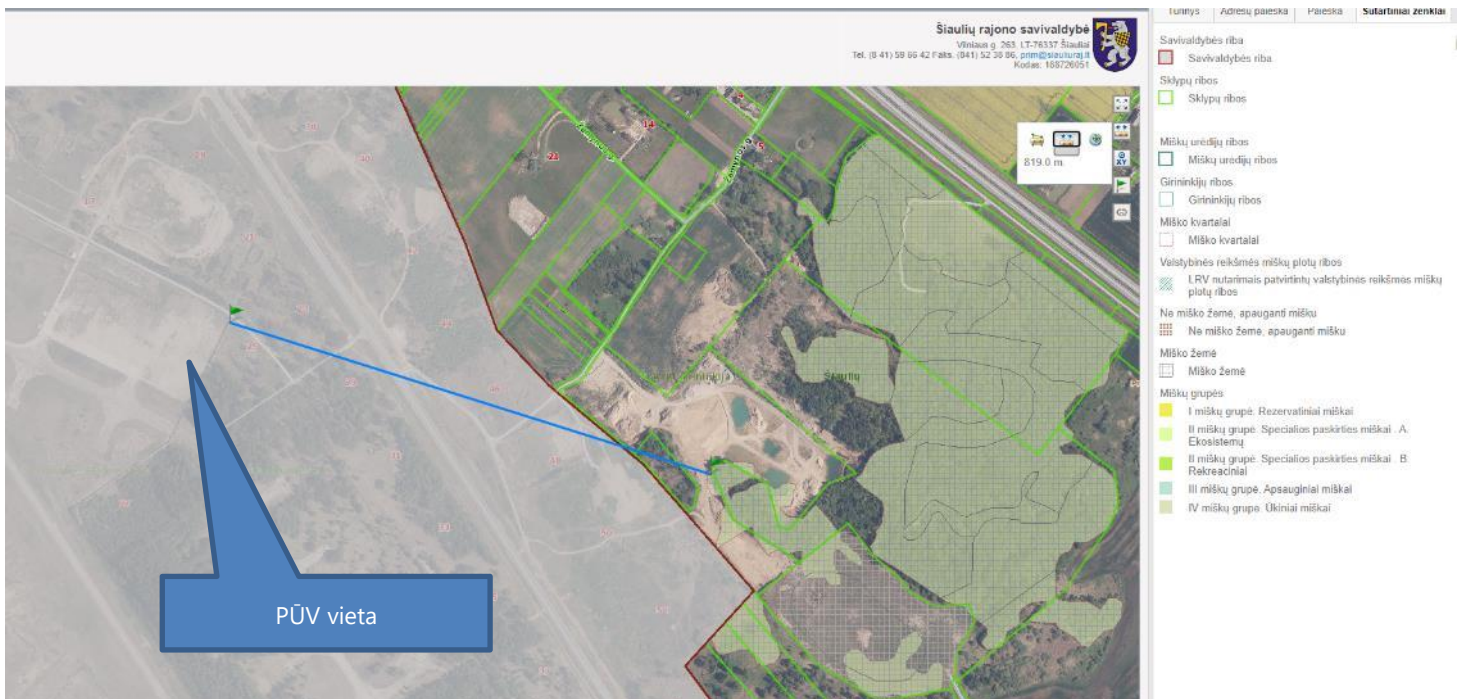 Šiaulių rajono savivaldybė
Vilniaus g. 263, LT-76337 Šiauliai
Tel. (8 41) 59 66 42 Faks. (841) 52 36 86, prim@siauliuraj.lt
Kodas: 188726051
Turinys Adresų paieška Paieška Sutartiniai ženklai
819.0 m
14
21
5
Žemynos g.
Šiaulių
PŪV vieta
Savivaldybės riba
Savivaldybės riba
Sklypų ribos
Sklypų ribos
Miškų urėdijų ribos
Miškų urėdijų ribos
Girininkijų ribos
Girininkijų ribos
Miško kvartalai
Miško kvartalai
Valstybinės reikšmės miškų plotų ribos
LRV nutarimais patvirtintų valstybinės reikšmės miškų
plotų ribos
Ne miško žemė, apauganti mišku
Ne miško žemė, apauganti mišku
Miško žemė
Miško žemė
Miškų grupės
I miškų grupė. Rezervatiniai miškai
II miškų grupė. Specialios paskirties miškai . A.
Ekosistemų
II miškų grupė. Specialios paskirties miškai . B.
Rekreaciniai
III miškų grupė. Apsauginiai miškai
IV miškų grupė. Ūkiniai miškai